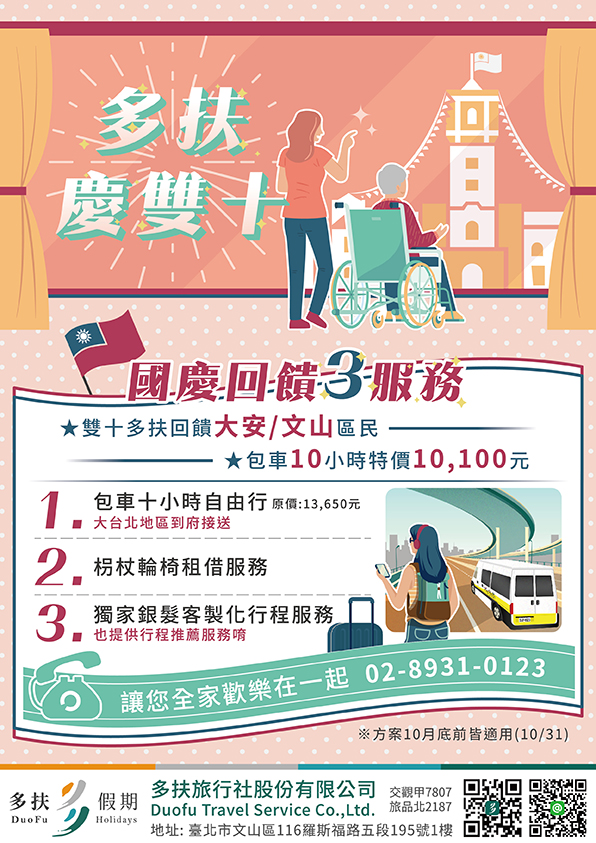 多扶
慶雙十
國慶回饋3服務
★雙十多扶回饋大安/文山區民
★包車10小時特價10,100元
1. 包車十小時自由行 原價:13,650元
大台北地區到府接送
2. 柺杖輪椅租借服務
3. 獨家銀髮客製化行程服務
也提供行程推薦服務唷
讓您全家歡樂在一起 02-8931-0123
※方案10月底前皆適用(10/31)
多扶 假期
DuoFu Holidays
多扶旅行社股份有限公司
Duofu Travel Service Co.,Ltd.
地址: 臺北市文山區116羅斯福路五段195號1樓
交觀甲7807
旅品北2187